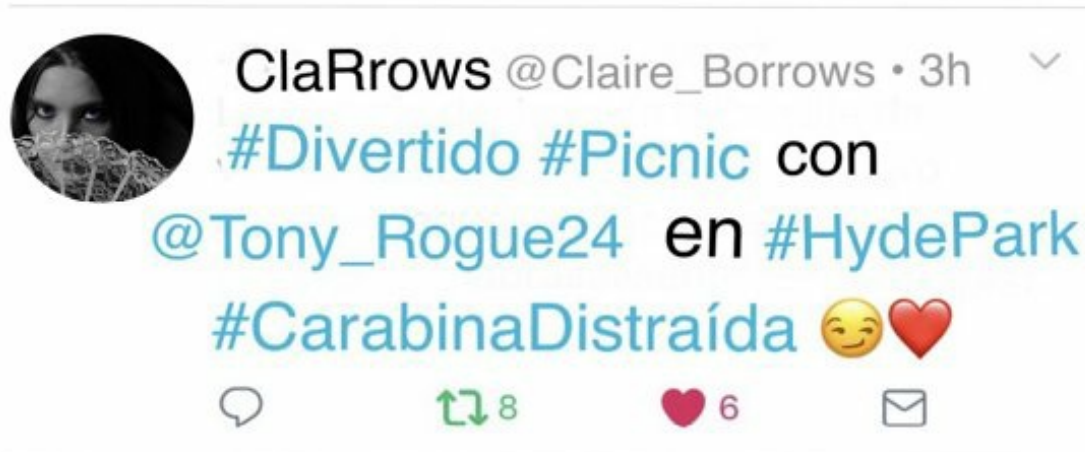 ClaRrows @Claire_Borrows • 3h
#Divertido #Picnic con
@Tony_Rogue24 en #HydePark
#CarabinaDistraída 😏❤️
8 6